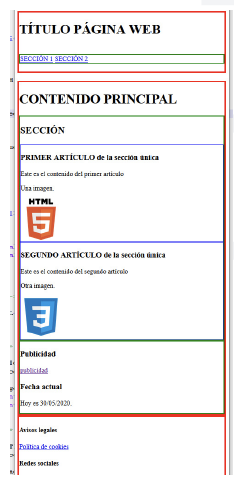 TÍTULO PÁGINA WEB
SECCIÓN 1 SECCIÓN 2
CONTENIDO PRINCIPAL
SECCIÓN
PRIMER ARTÍCULO de la sección única
Este es el contenido del primer artículo
Una imagen.
HTML
5
SEGUNDO ARTÍCULO de la sección única
Este es el contenido del segundo artículo
Otra imagen.
3
Publicidad
publicidad
Fecha actual
Hoy es 30/05/2020.
Avisos legales
Política de cookies
Redes sociales